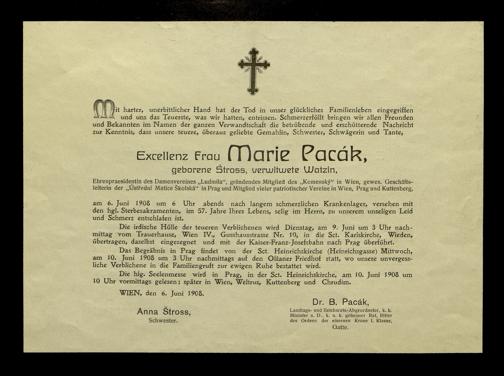 Mit harter, unerbittlicher Hand hat der Tod in unser glückliches Familienleben eingegriffen
und uns das Teuerste, was wir hatten, entrissen. Schmerzerfüllt bringen wir allen Freunden
und Bekannten im Namen der ganzen Verwandtschaft die betrübende und erschütternde Nachricht
zur Kenntnis, dass unsere teuere, überaus geliebte Gemahlin, Schwester, Schwägerin und Tante,
Excellenz Frau Marie Pacák,
geborene Štross, verwitwete Watzin,
Ehrenpraesidentin des Damenvereines „Ludmila“, gründendes Mitglied des „Komenský“ in Wien, gewes. Geschäfts-
leiterin der „Ústřední Matice Školská“ in Prag und Mitglied vieler patriotischer Vereine in Wien, Prag und Kuttenberg,
am 6. Juni 1908 um 6 Uhr abends nach langem schmerzlichen Krankenlager, versehen mit
den hgl. Sterbesakramenten, im 57. Jahre Ihres Lebens, selig im Herrn, zu unserem unseligen Leid
und Schmerz entschlafen ist.
Die irdische Hülle der teueren Verblichenen wird Dienstag, am 9. Juni um 3 Uhr nach-
mittag vom Trauerhause, Wien IV., Gusshausstrasse Nr. 10, in die Sct. Karlskirche, Wieden,
übertragen, daselbst eingesegnet und mit der Kaiser-Franz-Josefsbahn nach Prag überführt.
Das Begräbnis in Prag findet von der Sct. Heinrichskirche (Heinrichsgasse) Mittwoch,
am 10. Juni 1908 um 3 Uhr nachmittags auf den Olšaner Friedhof statt, wo unsere unvergess-
liche Verblichene in die Familiengruft zur ewigen Ruhe bestattet wird.
Die hlg. Seelenmesse wird in Prag, in der Sct. Heinrichskirche, am 10. Juni 1908 um
10 Uhr vormittags gelesen; später in Wien, Weltrus, Kuttenberg und Chrudim.
WIEN, den 6. Juni 1908.
Anna Štross,
Schwester.
Dr. B. Pacák,
Landtags- und Reichsrats-Abgeordneter, k. k.
Minister a. D., k. u. k. geheimer Rat, Ritter
des Ordens der eisernen Krone I. Klasse,
Gatte.